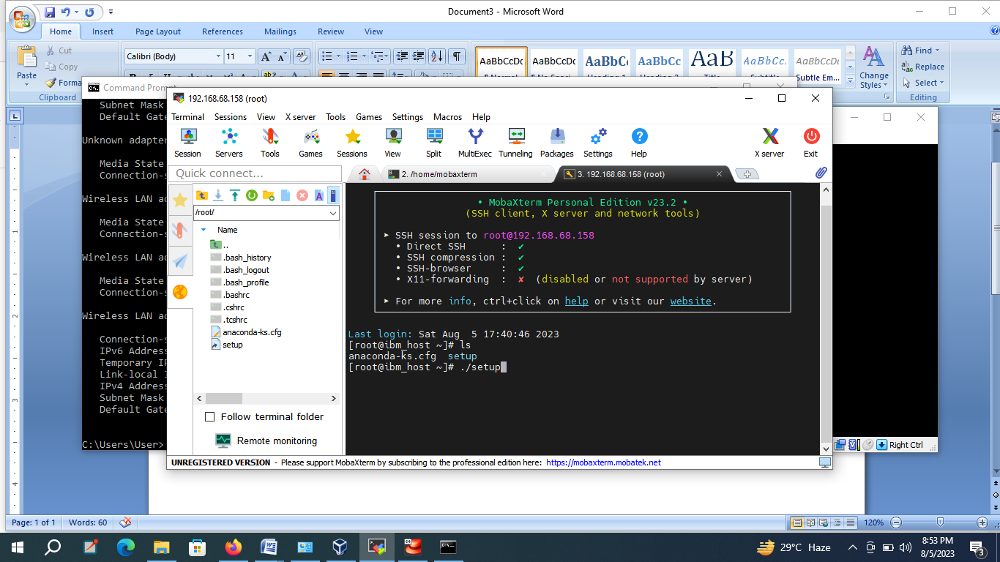 Document3 - Microsoft Word
Home Insert Page Layout References Mailings Review View
Cut
Copy
Forma
Paste
Clipboard
Calibri (Body) 11
AaBbCcDc AaBbCcDc AaBbC AaBbCc AaB AaBbCc. AaBbCcDc
Title
Subtitle
Subtle Em...
Change
Styles
Find
Replace
Select
Editing
Command Prompt
Subnet Mask
Default Gate
Unknown adapter
Media State
Connection-s
Wireless LAN ad
Media State
Connection-s
Wireless LAN ad
Media State
Connection-s
Wireless LAN ad
Connection-s
IPv6 Address
Temporary IP
Link-local I
IPv4 Address
Subnet Mask
Default Gate
C:\Users\User>
192.168.68.158 (root)
Terminal Sessions View X server Tools Games Settings Macros Help
Session Servers Tools Games Sessions View Split MultiExec Tunneling Packages Settings Help X server Exit
Quick connect...
2. /home/mobaxterm
3. 192.168.68.158 (root)
/root/
Name
..
.bash_history
.bash_logout
.bash_profile
.bashrc
.cshrc
.tcshrc
anaconda-ks.cfg
setup
Follow terminal folder
Remote monitoring
• MobaXterm Personal Edition v23.2 •
(SSH client, X server and network tools)
► SSH session to root@192.168.68.158
• Direct SSH : ✔
• SSH compression : ✔
• SSH-browser : ✔
• X11-forwarding : ✘ (disabled or not supported by server)
► For more info, ctrl+click on help or visit our website.
Last login: Sat Aug 5 17:40:46 2023
[root@ibm_host ~]# ls
anaconda-ks.cfg setup
[root@ibm_host ~]# ./setup
UNREGISTERED VERSION - Please support MobaXterm by subscribing to the professional edition here: https://mobaxterm.mobatek.net
Right Ctrl
Page: 1 of 1 Words: 60 120%
29°C Haze
8:53 PM
8/5/2023
3